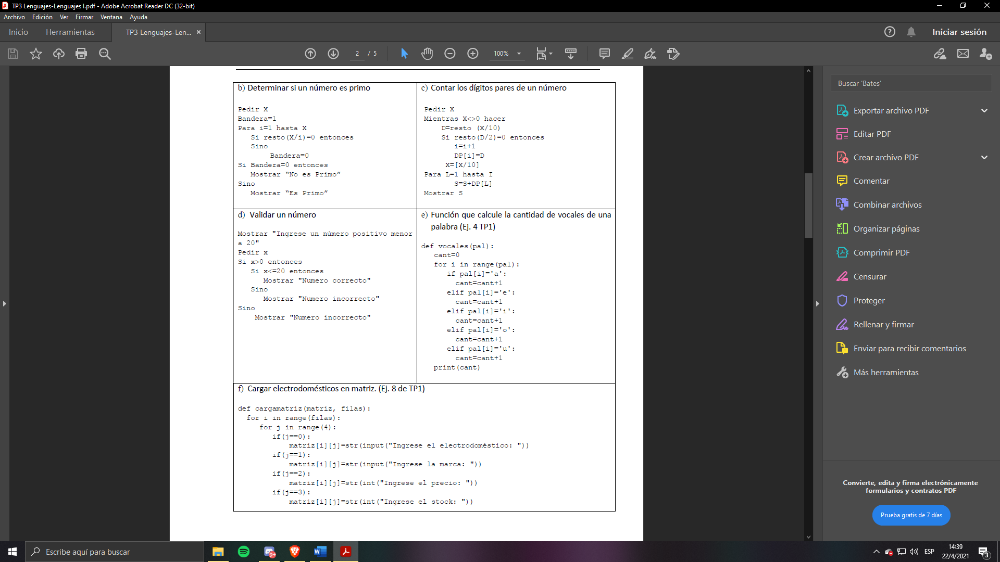 TP3 Lenguajes-Lenguajes I.pdf - Adobe Acrobat Reader DC (32-bit)
Archivo Edición Ver Firmar Ventana Ayuda
Inicio Herramientas TP3 Lenguajes-Len... × Iniciar sesión
2 / 5 100%
b) Determinar si un número es primo
Pedir X
Bandera=1
Para i=1 hasta X
Si resto(X/i)=0 entonces
Sino
Bandera=0
Si Bandera=0 entonces
Mostrar “No es Primo”
Sino
Mostrar “Es Primo”
c) Contar los dígitos pares de un número
Pedir X
Mientras X<>0 hacer
D=resto (X/10)
Si resto(D/2)=0 entonces
i=i+1
DP[i]=D
X=[X/10]
Para L=1 hasta I
S=S+DP[L]
Mostrar S
d) Validar un número
Mostrar "Ingrese un número positivo menor
a 20"
Pedir x
Si x>0 entonces
Si x<=20 entonces
Mostrar "Numero correcto"
Sino
Mostrar "Numero incorrecto"
Sino
Mostrar "Numero incorrecto"
e) Función que calcule la cantidad de vocales de una
palabra (Ej. 4 TP1)
def vocales(pal):
cant=0
for i in range(pal):
if pal[i]='a':
cant=cant+1
elif pal[i]='e':
cant=cant+1
elif pal[i]='i':
cant=cant+1
elif pal[i]='o':
cant=cant+1
elif pal[i]='u':
cant=cant+1
print(cant)
f) Cargar electrodomésticos en matriz. (Ej. 8 de TP1)
def cargamatriz(matriz, filas):
for i in range(filas):
for j in range(4):
if(j==0):
matriz[i][j]=str(input("Ingrese el electrodoméstico: "))
if(j==1):
matriz[i][j]=str(input("Ingrese la marca: "))
if(j==2):
matriz[i][j]=str(int("Ingrese el precio: "))
if(j==3):
matriz[i][j]=str(int("Ingrese el stock: "))
Buscar 'Bates'
Exportar archivo PDF
Editar PDF
Crear archivo PDF
Comentar
Combinar archivos
Organizar páginas
Comprimir PDF
Censurar
Proteger
Rellenar y firmar
Enviar para recibir comentarios
Más herramientas
Convierte, edita y firma electrónicamente
formularios y contratos PDF
Prueba gratis de 7 días
Escribe aquí para buscar
9+
W
ESP
14:39
22/4/2021
3